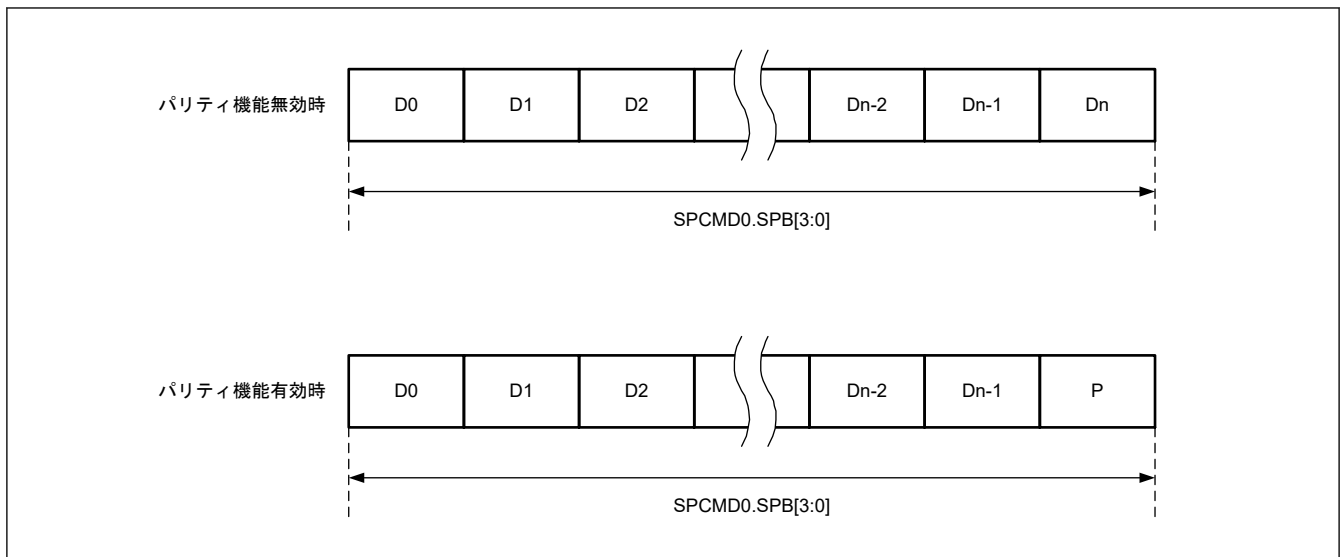 パリティ機能無効時 D0 D1 D2 Dn-2 Dn-1 Dn
SPCMD0.SPB[3:0]
パリティ機能有効時 D0 D1 D2 Dn-2 Dn-1 P
SPCMD0.SPB[3:0]